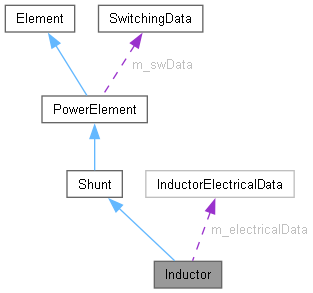 Element
SwitchingData
m_swData
PowerElement
Shunt
InductorElectricalData
m_electricalData
Inductor